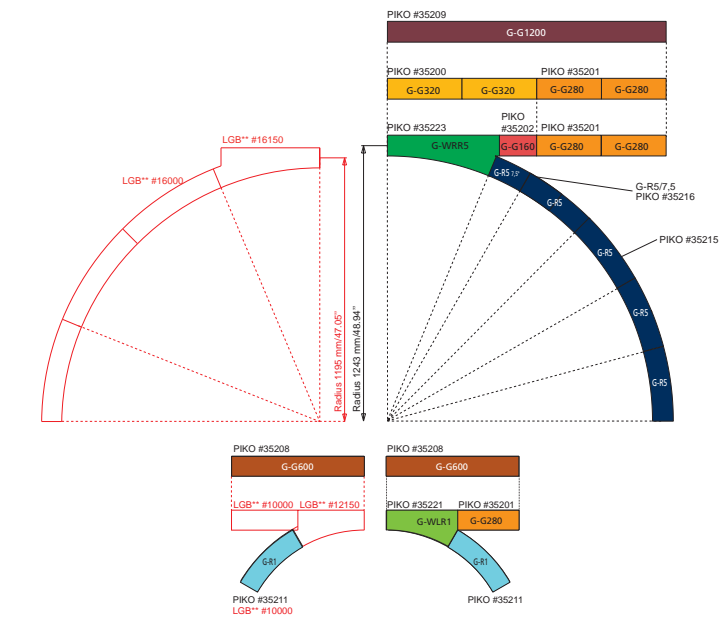 PIKO #35209
G-G1200
PIKO #35200
PIKO #35201
G-G320
G-G320
G-G280
G-G280
PIKO
#35202
PIKO #35223
PIKO #35201
G-WRR5
G-G160
G-G280
G-G280
LGB** #16150
LGB** #16000
G-R5 7,5°
G-R5/7,5
PIKO #35216
G-R5
PIKO #35215
G-R5
G-R5
G-R5
Radius 1195 mm/47.05"
Radius 1243 mm/48.94"
PIKO #35208
G-G600
PIKO #35208
G-G600
LGB** #10000
LGB** #12150
PIKO #35221
PIKO #35201
G-WLR1
G-G280
G-R1
G-R1
PIKO #35211
LGB** #10000
PIKO #35211